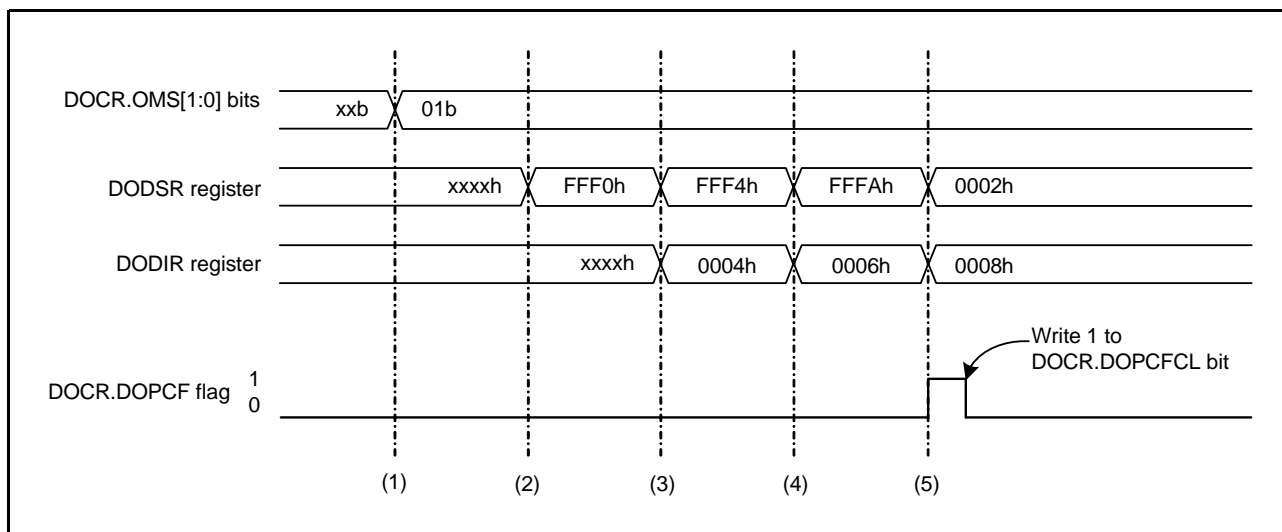 DOCR.OMS[1:0] bits xxb 01b
DODSR register xxxxh FFF0h FFF4h FFFAh 0002h
DODIR register xxxxh 0004h 0006h 0008h
Write 1 to
DOCR.DOPCFCL bit
DOCR.DOPCF flag 1
0
(1) (2) (3) (4) (5)